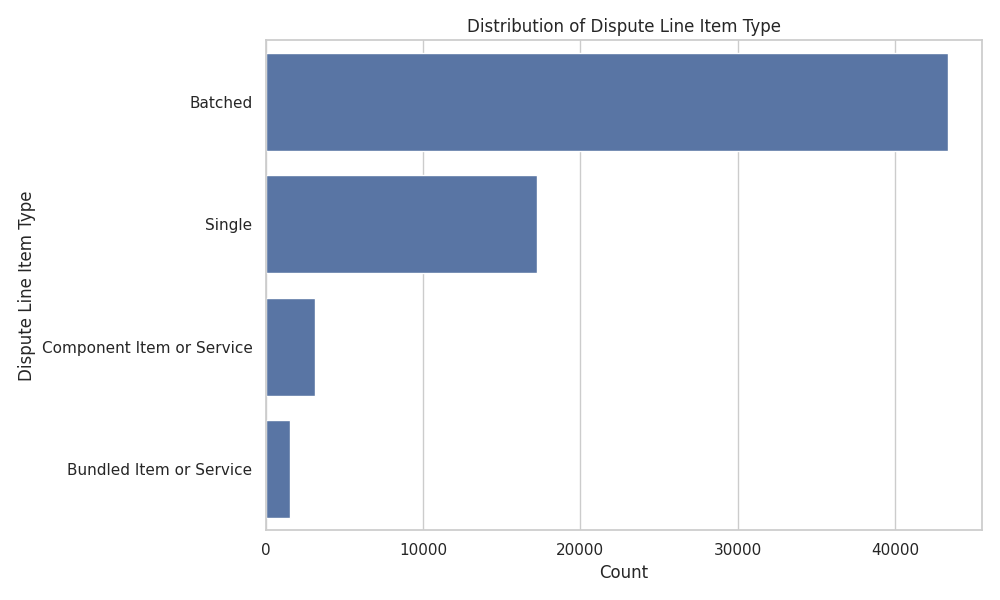 Distribution of Dispute Line Item Type
Dispute Line Item Type
Batched
Single
Component Item or Service
Bundled Item or Service
0 10000 20000 30000 40000
Count